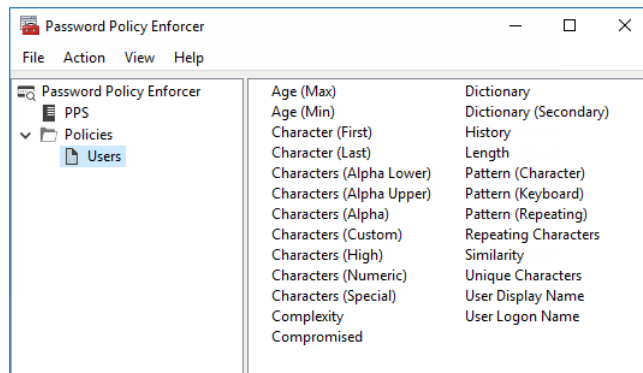 Password Policy Enforcer
File Action View Help
Password Policy Enforcer
PPS
Policies
Users
Age (Max)
Age (Min)
Character (First)
Character (Last)
Characters (Alpha Lower)
Characters (Alpha Upper)
Characters (Alpha)
Characters (Custom)
Characters (High)
Characters (Numeric)
Characters (Special)
Complexity
Compromised
Dictionary
Dictionary (Secondary)
History
Length
Pattern (Character)
Pattern (Keyboard)
Pattern (Repeating)
Repeating Characters
Similarity
Unique Characters
User Display Name
User Logon Name